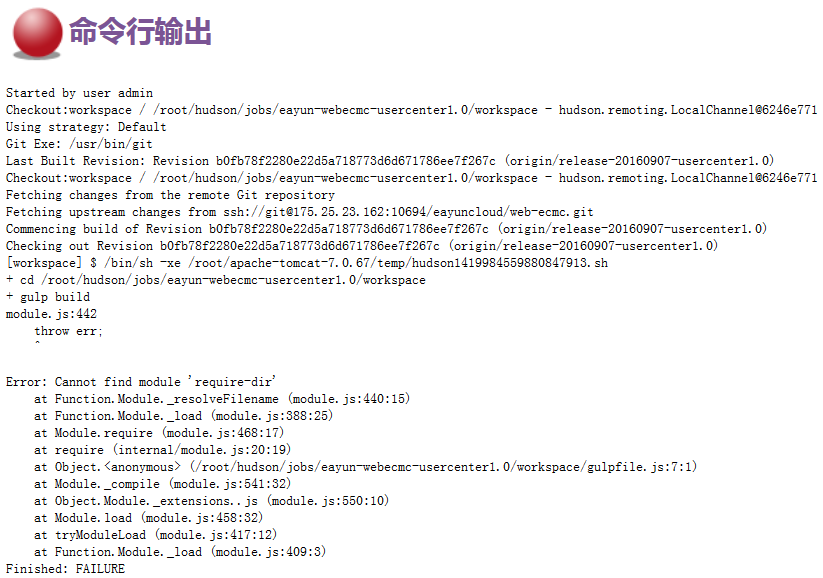 命令行输出
Started by user admin
Checkout:workspace / /root/hudson/jobs/eayun-webecmc-usercenter1.0/workspace - hudson.remoting.LocalChannel@6246e771
Using strategy: Default
Git Exe: /usr/bin/git
Last Built Revision: Revision b0fb78f2280e22d5a718773d6d671786ee7f267c (origin/release-20160907-usercenter1.0)
Checkout:workspace / /root/hudson/jobs/eayun-webecmc-usercenter1.0/workspace - hudson.remoting.LocalChannel@6246e771
Fetching changes from the remote Git repository
Fetching upstream changes from ssh://git@175.25.23.162:10694/eayuncloud/web-ecmc.git
Commencing build of Revision b0fb78f2280e22d5a718773d6d671786ee7f267c (origin/release-20160907-usercenter1.0)
Checking out Revision b0fb78f2280e22d5a718773d6d671786ee7f267c (origin/release-20160907-usercenter1.0)
[workspace] $ /bin/sh -xe /root/apache-tomcat-7.0.67/temp/hudson1419984559880847913.sh
+ cd /root/hudson/jobs/eayun-webecmc-usercenter1.0/workspace
+ gulp build
module.js:442
    throw err;
    ^
Error: Cannot find module 'require-dir'
    at Function.Module._resolveFilename (module.js:440:15)
    at Function.Module._load (module.js:388:25)
    at Module.require (module.js:468:17)
    at require (internal/module.js:20:19)
    at Object.<anonymous> (/root/hudson/jobs/eayun-webecmc-usercenter1.0/workspace/gulpfile.js:7:1)
    at Module._compile (module.js:541:32)
    at Object.Module._extensions..js (module.js:550:10)
    at Module.load (module.js:458:32)
    at tryModuleLoad (module.js:417:12)
    at Function.Module._load (module.js:409:3)
Finished: FAILURE